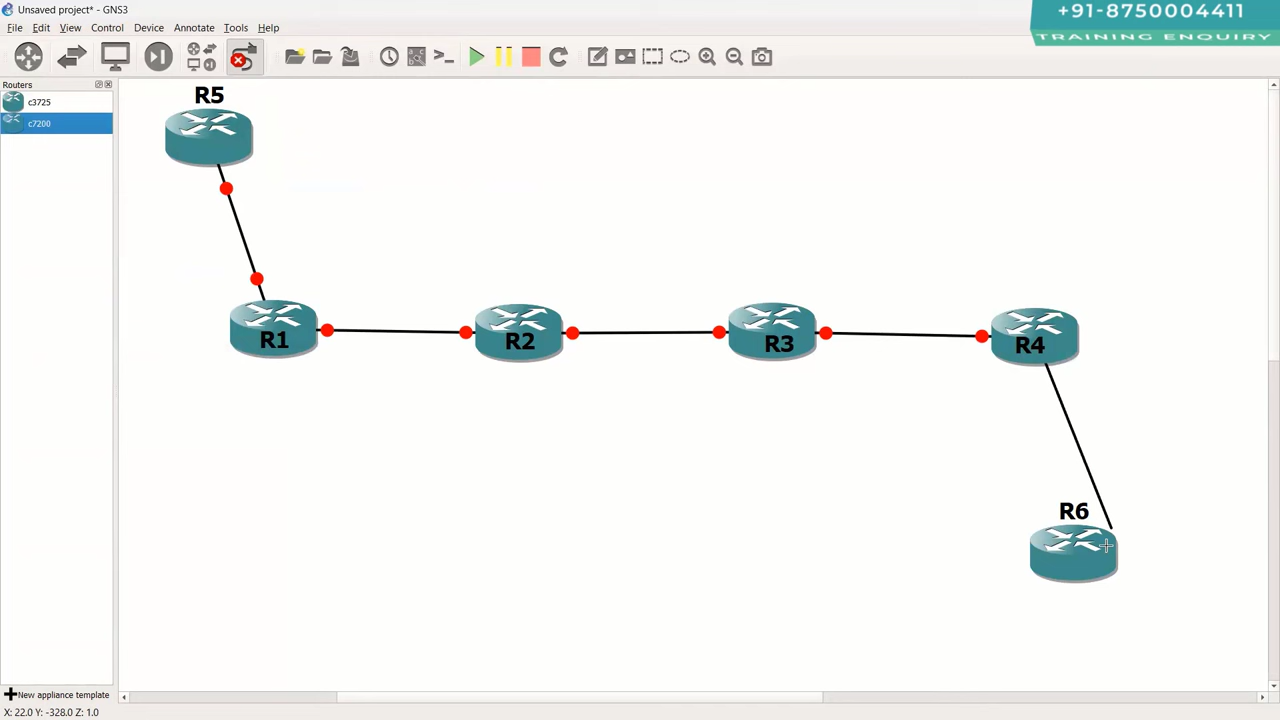 Unsaved project* - GNS3
+91-8750004411
TRAINING ENQUIRY
File Edit View Control Device Annotate Tools Help
Routers
c3725
c7200
R5
R1
R2
R3
R4
R6
New appliance template
X: 22.0 Y: -328.0 Z: 1.0